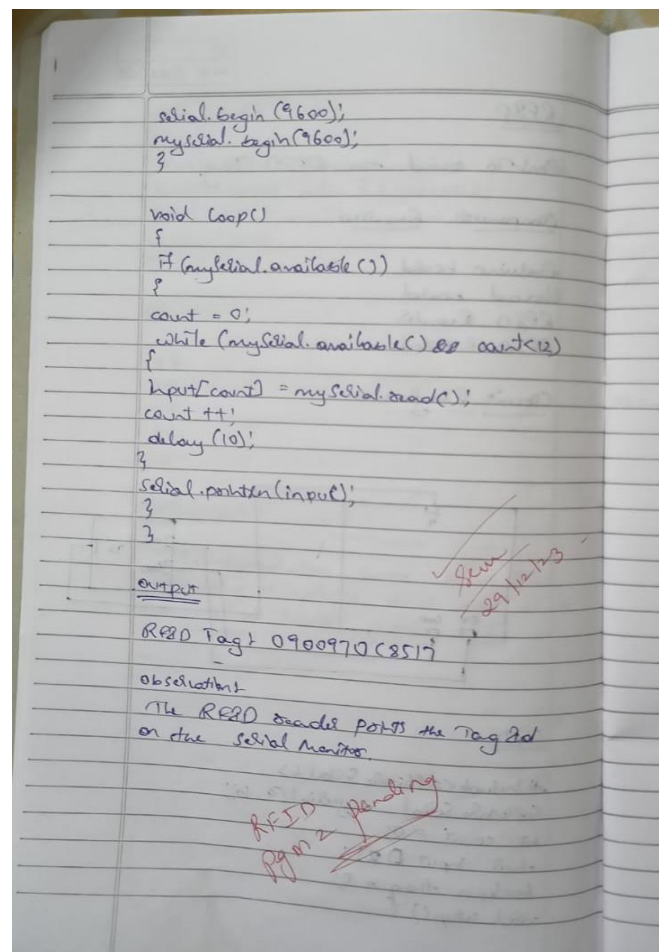 serial.begin (9600);
myserial.begin(9600);
}
void loop()
{
if (mySerial.available())
{
count = 0;
while (mySerial.available() && count<12)
{
input[count] = mySerial.read();
count ++;
delay (10);
}
serial.println(input);
}
}
29/12/23
output
RFID Tag: 0900970C8517
observation:
The RFID reader prints the Tag Id
on the serial monitor.
RFID
Pgm 2 pending